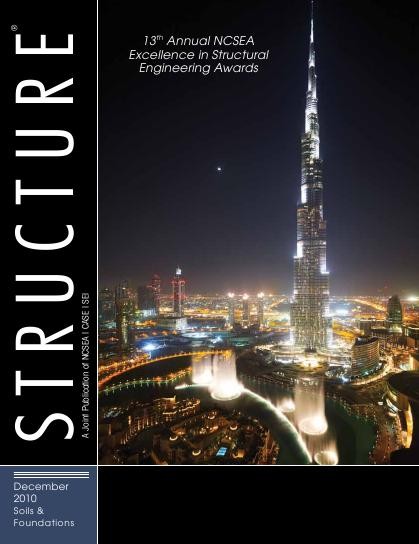 STRUCTURE®
A Joint Publication of NCSEA | CASE | SEI
13th Annual NCSEA
Excellence in Structural
Engineering Awards
December
2010
Soils &
Foundations